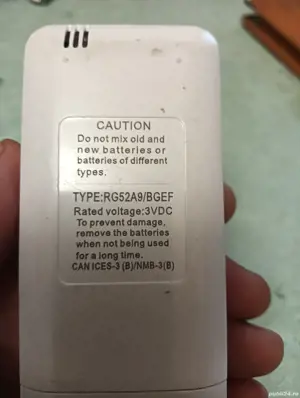 CAUTION
Do not mix old and
new batteries or
batteries of different
types.
TYPE:RG52A9/BGEF
Rated voltage:3VDC
To prevent damage,
remove the batteries
when not being used
for a long time.
CAN ICES-3 (B)/NMB-3(B)